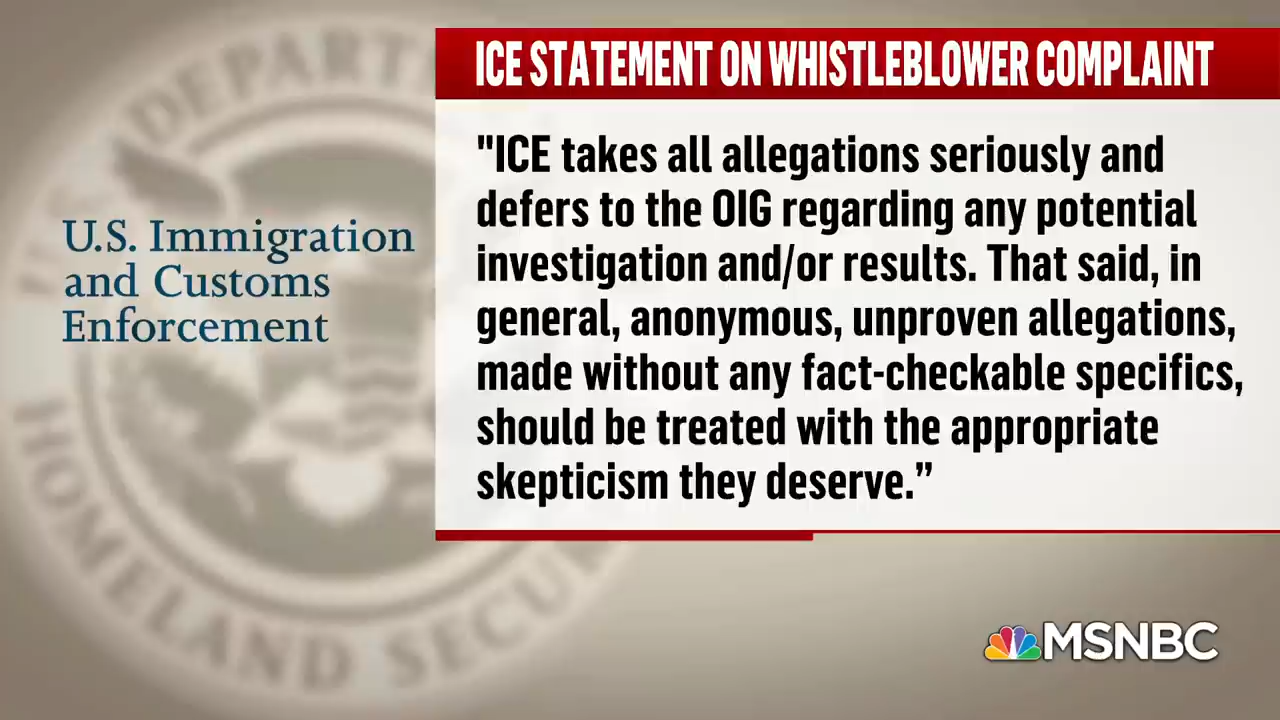 ICE STATEMENT ON WHISTLEBLOWER COMPLAINT
"ICE takes all allegations seriously and
defers to the OIG regarding any potential
investigation and/or results. That said, in
general, anonymous, unproven allegations,
made without any fact-checkable specifics,
should be treated with the appropriate
skepticism they deserve.”
U.S. Immigration
and Customs
Enforcement
HOMELAND SECU
MSNBC